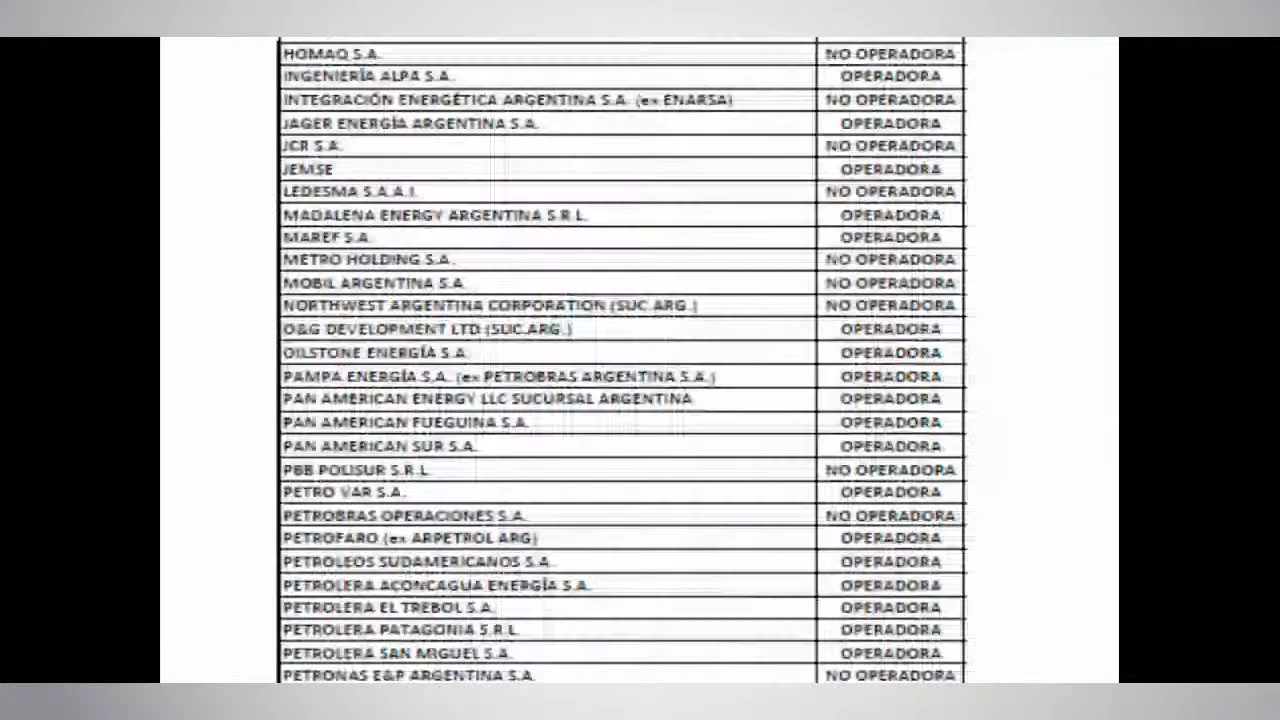 HOMAQ S.A. NO OPERADORA
INGENIERÍA ALPA S.A. OPERADORA
INTEGRACIÓN ENERGÉTICA ARGENTINA S.A. (ex ENARSA) NO OPERADORA
JAGER ENERGÍA ARGENTINA S.A. OPERADORA
JCR S.A. NO OPERADORA
JEMSE OPERADORA
LEDESMA S.A.A.I. NO OPERADORA
MADALENA ENERGY ARGENTINA S.R.L. OPERADORA
MAREF S.A. OPERADORA
METRO HOLDING S.A. NO OPERADORA
MOBIL ARGENTINA S.A. NO OPERADORA
NORTHWEST ARGENTINA CORPORATION (SUC.ARG.) NO OPERADORA
O&G DEVELOPMENT LTD (SUC.ARG.) OPERADORA
OILSTONE ENERGÍA S.A. OPERADORA
PAMPA ENERGÍA S.A. (ex PETROBRAS ARGENTINA S.A.) OPERADORA
PAN AMERICAN ENERGY LLC SUCURSAL ARGENTINA OPERADORA
PAN AMERICAN FUEGUINA S.A. OPERADORA
PAN AMERICAN SUR S.A. OPERADORA
PBB POLISUR S.R.L. NO OPERADORA
PETRO VAR S.A. OPERADORA
PETROBRAS OPERACIONES S.A. NO OPERADORA
PETROFARO (ex ARPETROL ARG) OPERADORA
PETROLEOS SUDAMERICANOS S.A. OPERADORA
PETROLERA ACONCAGUA ENERGÍA S.A. OPERADORA
PETROLERA EL TREBOL S.A. OPERADORA
PETROLERA PATAGONIA S.R.L. OPERADORA
PETROLERA SAN MIGUEL S.A. OPERADORA
PETRONAS E&P ARGENTINA S.A. NO OPERADORA